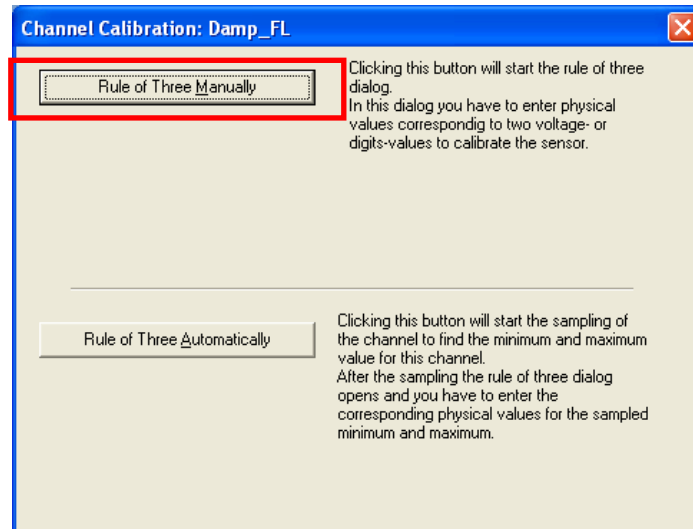 Channel Calibration: Damp_FL
Rule of Three Manually
Clicking this button will start the rule of three
dialog.
In this dialog you have to enter physical
values correspondig to two voltage- or
digits-values to calibrate the sensor.
Rule of Three Automatically
Clicking this button will start the sampling of
the channel to find the minimum and maximum
value for this channel.
After the sampling the rule of three dialog
opens and you have to enter the
corresponding physical values for the sampled
minimum and maximum.